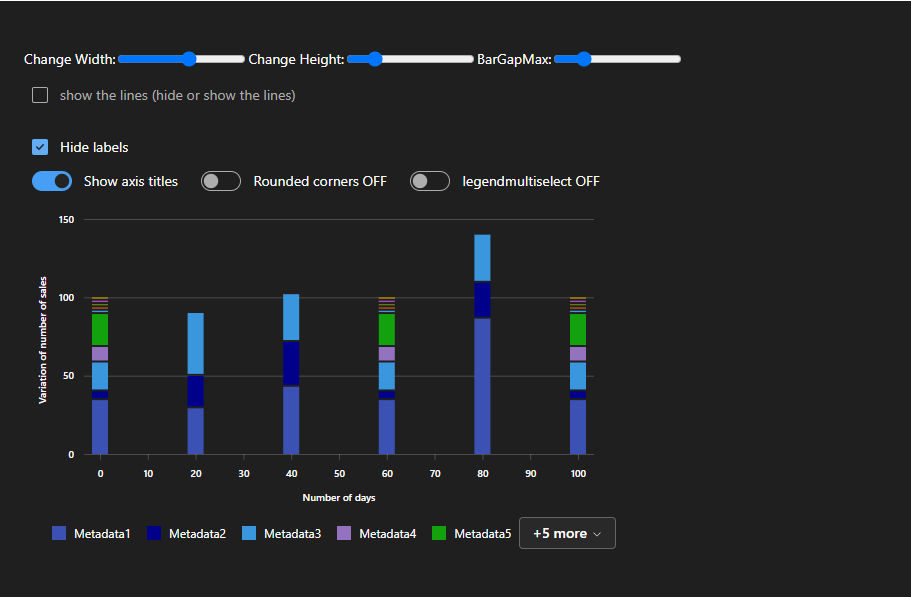 Change Width: Change Height: BarGapMax:
show the lines (hide or show the lines)
Hide labels
Show axis titles Rounded corners OFF legendmultiselect OFF
150
100
50
0
Variation of number of sales
0 10 20 30 40 50 60 70 80 90 100
Number of days
Metadata1 Metadata2 Metadata3 Metadata4 Metadata5 +5 more